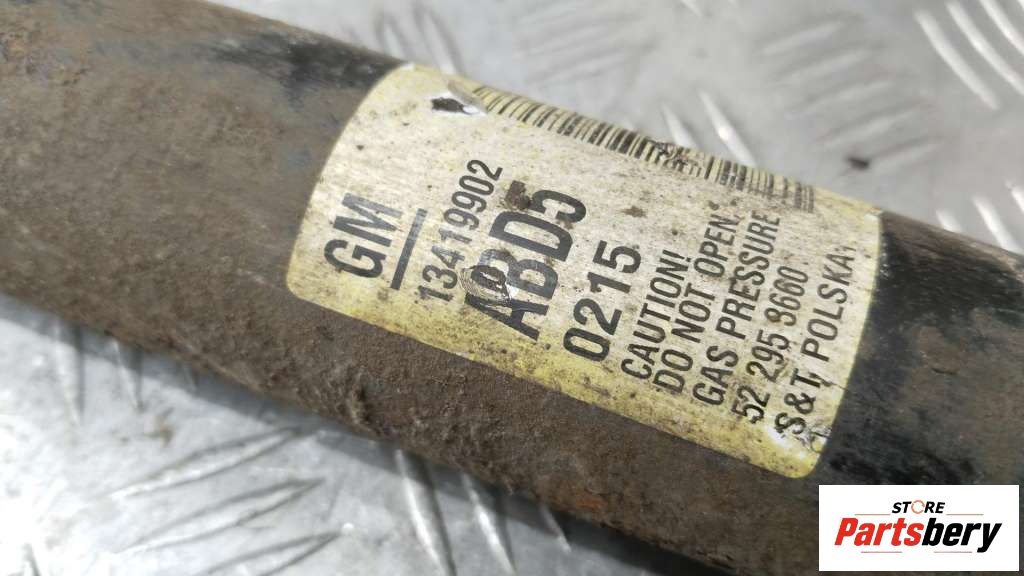 GM
13419902
ABD5
0215
CAUTION!
DO NOT OPEN,
GAS PRESSURE
52 295 8660
S&T POLSKA
STORE
Partsbery